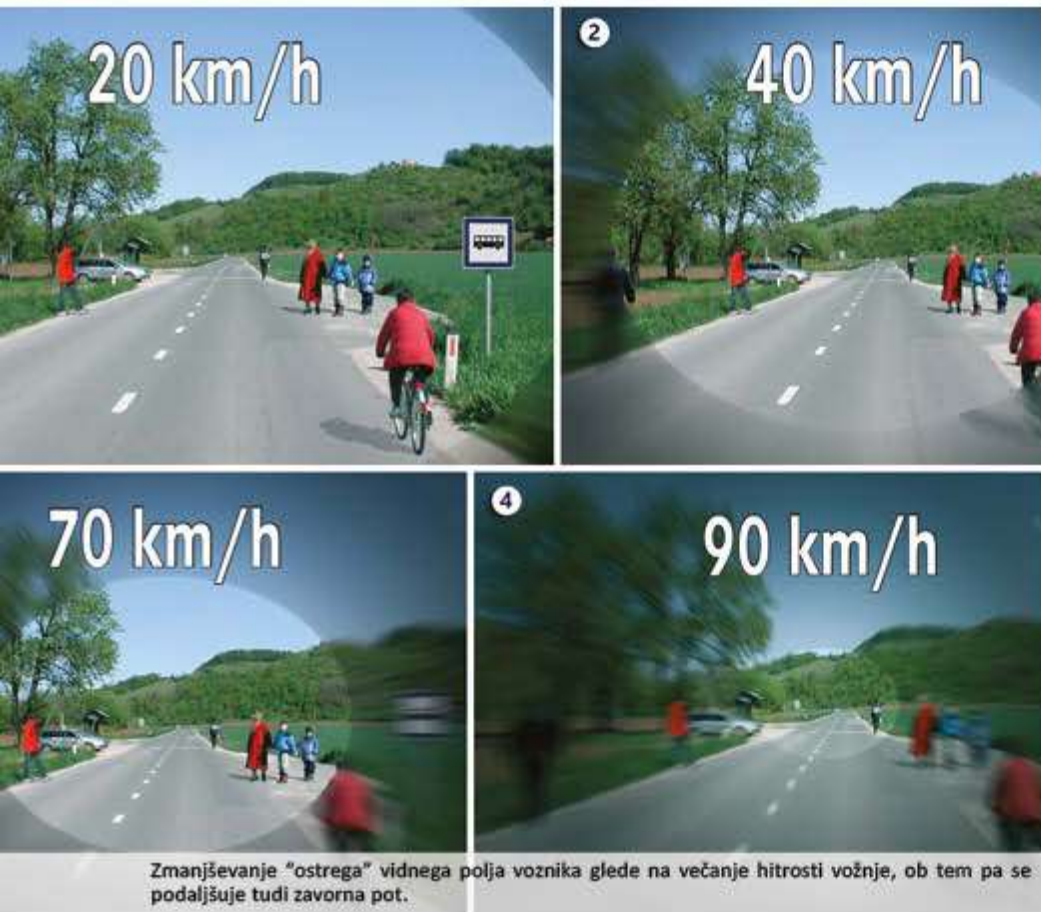 20 km/h
2
40 km/h
70 km/h
4
90 km/h
Zmanjševanje "ostrega" vidnega polja voznika glede na večanje hitrosti vožnje, ob tem pa se
podaljšuje tudi zavorna pot.